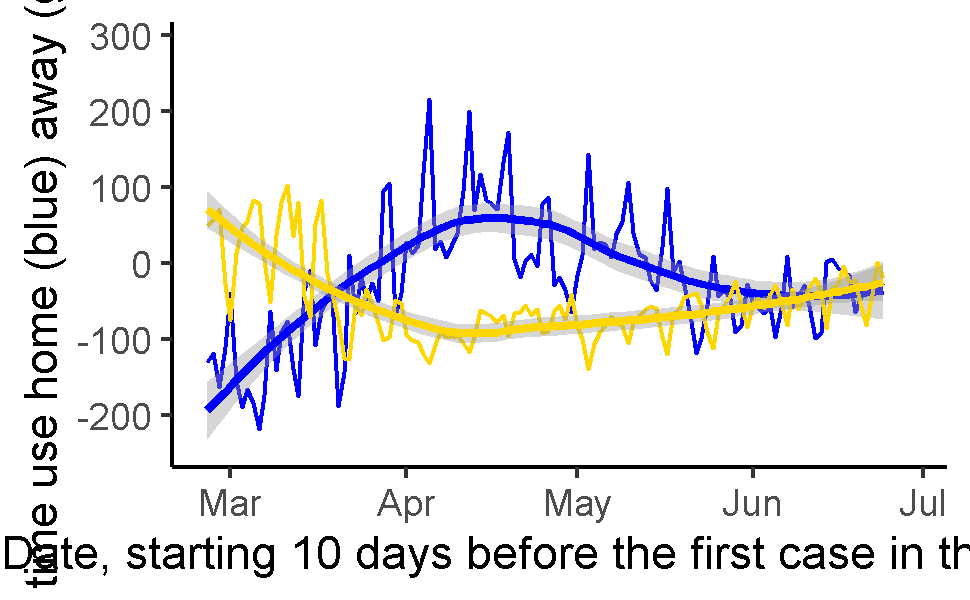 time use home (blue) away (
300
200
100
0
-100
-200
Mar Apr May Jun Jul
Date, starting 10 days before the first case in th